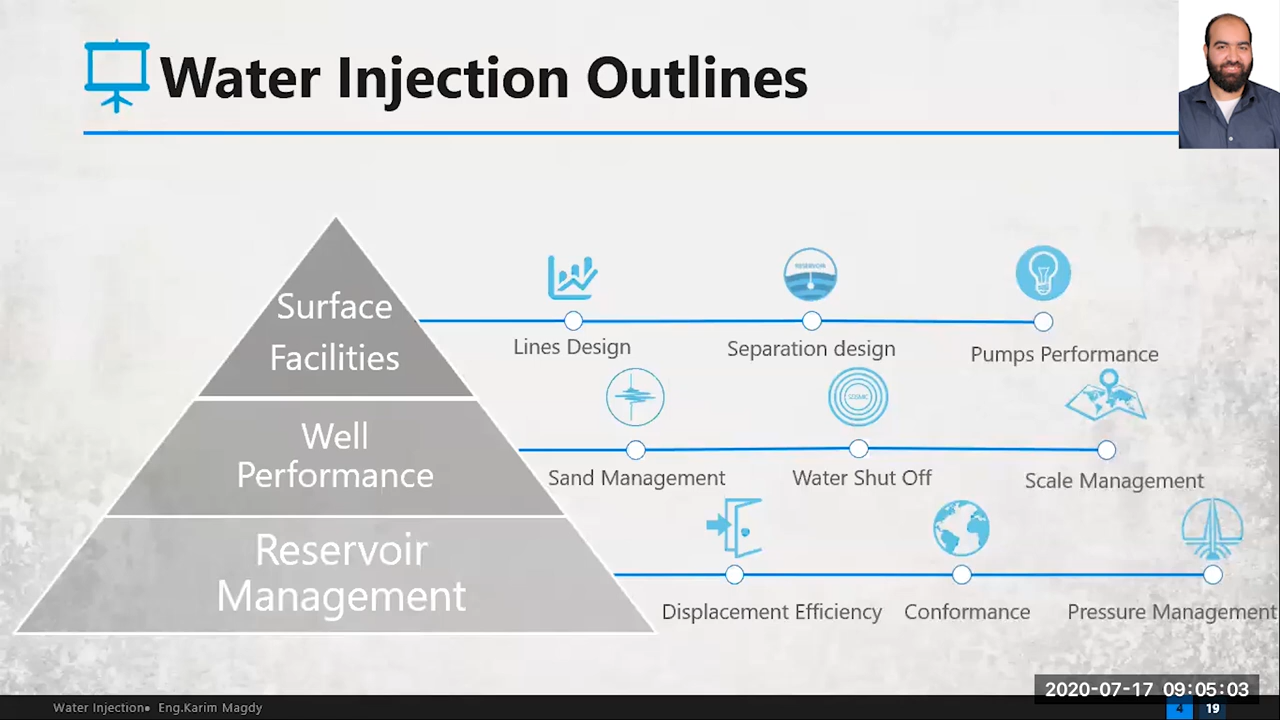 Water Injection Outlines
Surface
Facilities
RESERVOIR
Lines Design
Separation design
Pumps Performance
Well
Performance
SEISMIC
Sand Management
Water Shut Off
Scale Management
Reservoir
Management
Displacement Efficiency
Conformance
Pressure Management
2020-07-17 09:05:03
Water Injection● Eng.Karim Magdy
4
19